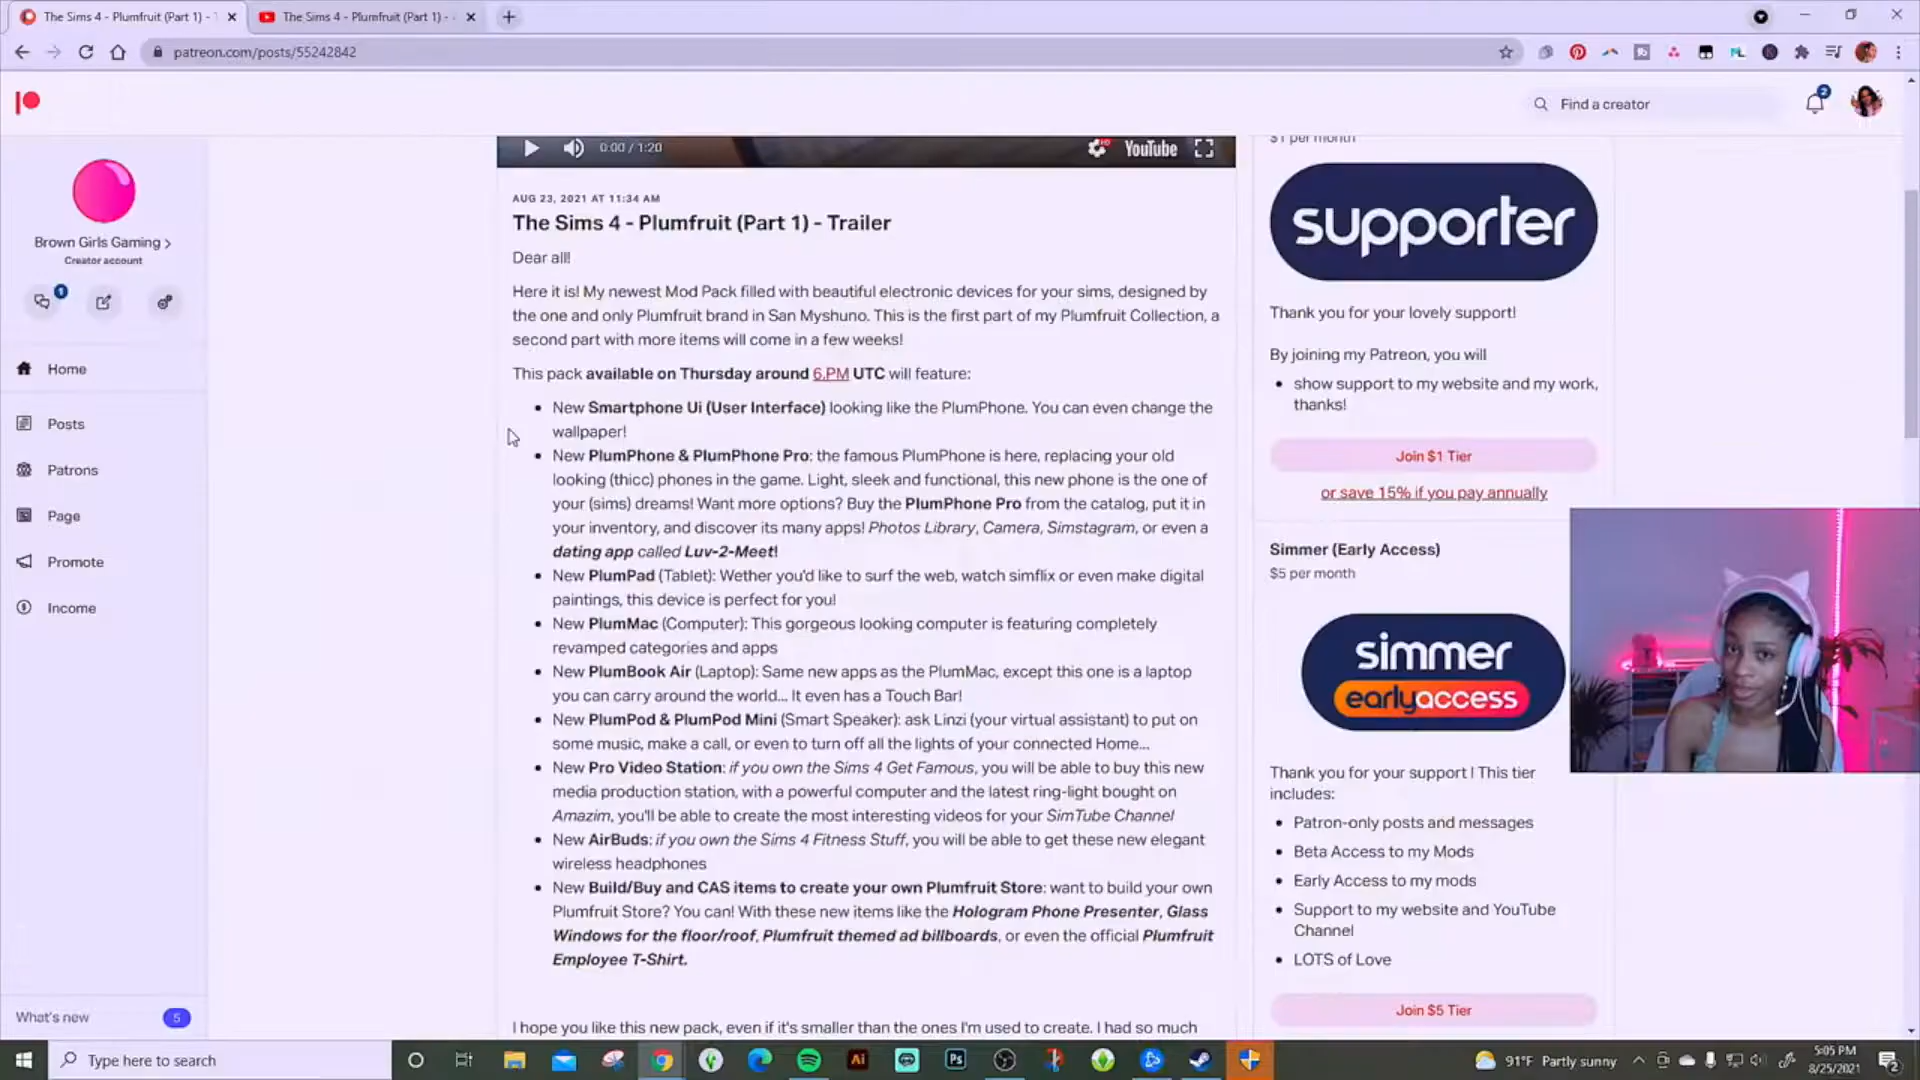 The Sims 4 - Plumfruit (Part 1) - T
The Sims 4 - Plumfruit (Part 1) -
patreon.com/posts/55242842
Find a creator
2
Brown Girls Gaming
Creator account
1
Home
Posts
Patrons
Page
Promote
Income
What's new
5
0:00 / 1:20
YouTube
AUG 23, 2021 AT 11:34 AM
The Sims 4 - Plumfruit (Part 1) - Trailer
Dear all!
Here it is! My newest Mod Pack filled with beautiful electronic devices for your sims, designed by
the one and only Plumfruit brand in San Myshuno. This is the first part of my Plumfruit Collection, a
second part with more items will come in a few weeks!
This pack available on Thursday around 6.PM UTC will feature:
New Smartphone Ui (User Interface) looking like the PlumPhone. You can even change the
wallpaper!
New PlumPhone & PlumPhone Pro: the famous PlumPhone is here, replacing your old
looking (thicc) phones in the game. Light, sleek and functional, this new phone is the one of
your (sims) dreams! Want more options? Buy the PlumPhone Pro from the catalog, put it in
your inventory, and discover its many apps! Photos Library, Camera, Simstagram, or even a
dating app called Luv-2-Meet!
New PlumPad (Tablet): Wether you'd like to surf the web, watch simflix or even make digital
paintings, this device is perfect for you!
New PlumMac (Computer): This gorgeous looking computer is featuring completely
revamped categories and apps
New PlumBook Air (Laptop): Same new apps as the PlumMac, except this one is a laptop
you can carry around the world... It even has a Touch Bar!
New PlumPod & PlumPod Mini (Smart Speaker): ask Linzi (your virtual assistant) to put on
some music, make a call, or even to turn off all the lights of your connected Home...
New Pro Video Station: if you own the Sims 4 Get Famous, you will be able to buy this new
media production station, with a powerful computer and the latest ring-light bought on
Amazim, you'll be able to create the most interesting videos for your SimTube Channel
New AirBuds: if you own the Sims 4 Fitness Stuff, you will be able to get these new elegant
wireless headphones
New Build/Buy and CAS items to create your own Plumfruit Store: want to build your own
Plumfruit Store? You can! With these new items like the Hologram Phone Presenter, Glass
Windows for the floor/roof, Plumfruit themed ad billboards, or even the official Plumfruit
Employee T-Shirt.
I hope you like this new pack, even if it's smaller than the ones I'm used to create. I had so much
$1 per month
supporter
Thank you for your lovely support!
By joining my Patreon, you will
show support to my website and my work,
thanks!
Join $1 Tier
or save 15% if you pay annually
Simmer (Early Access)
$5 per month
simmer
earlyaccess
Thank you for your support ! This tier
includes:
Patron-only posts and messages
Beta Access to my Mods
Early Access to my mods
Support to my website and YouTube
Channel
LOTS of Love
Join $5 Tier
Type here to search
Ai
Ps
91°F Partly sunny
5:05 PM
8/25/2021
2